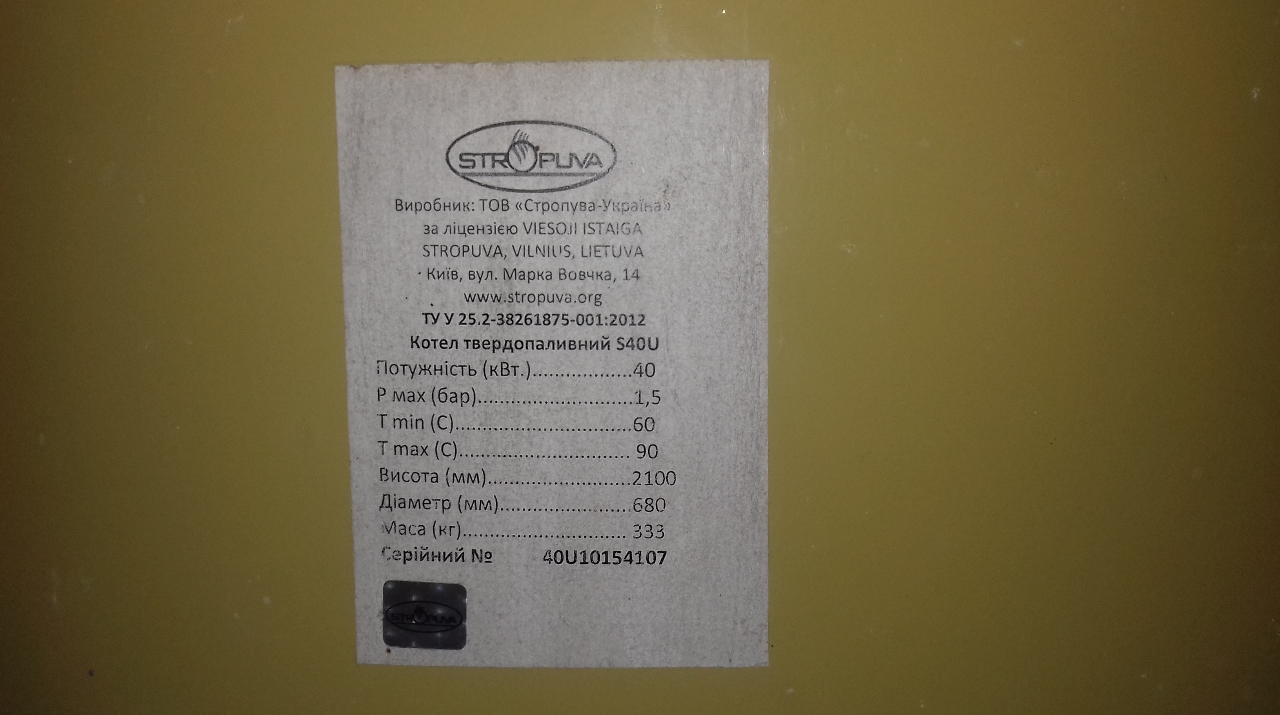 STROPUVA
Виробник: ТОВ «Стропува-Україна»
за ліцензією VIESOJI ISTAIGA
STROPUVA, VILNIUS, LIETUVA
Київ, вул. Марка Вовчка, 14
www.stropuva.org
ТУ У 25.2-38261875-001:2012
Котел твердопаливний S40U
Потужність (кВт.)..................40
P мах (бар)............................1,5
T min (C)................................60
T max (C)............................... 90
Висота (мм)..........................2100
Діаметр (мм)........................680
Маса (кг)............................. 333
Серійний № 40U10154107
STROPUVA